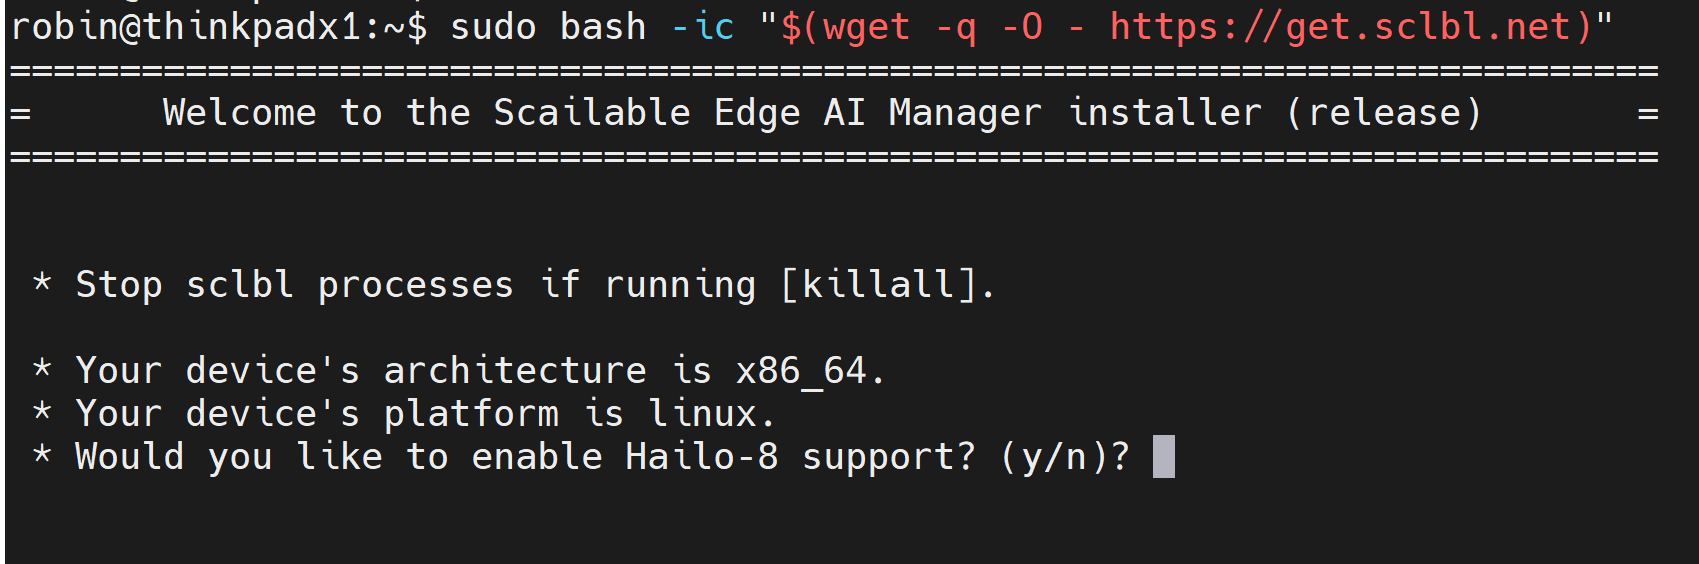 robin@thinkpadx1:~$ sudo bash -ic "$(wget -q -O - https://get.sclbl.net)"
===========================================================================
=      Welcome to the Scailable Edge AI Manager installer (release)       =
===========================================================================
* Stop sclbl processes if running [killall].
* Your device's architecture is x86_64.
* Your device's platform is linux.
* Would you like to enable Hailo-8 support? (y/n)?